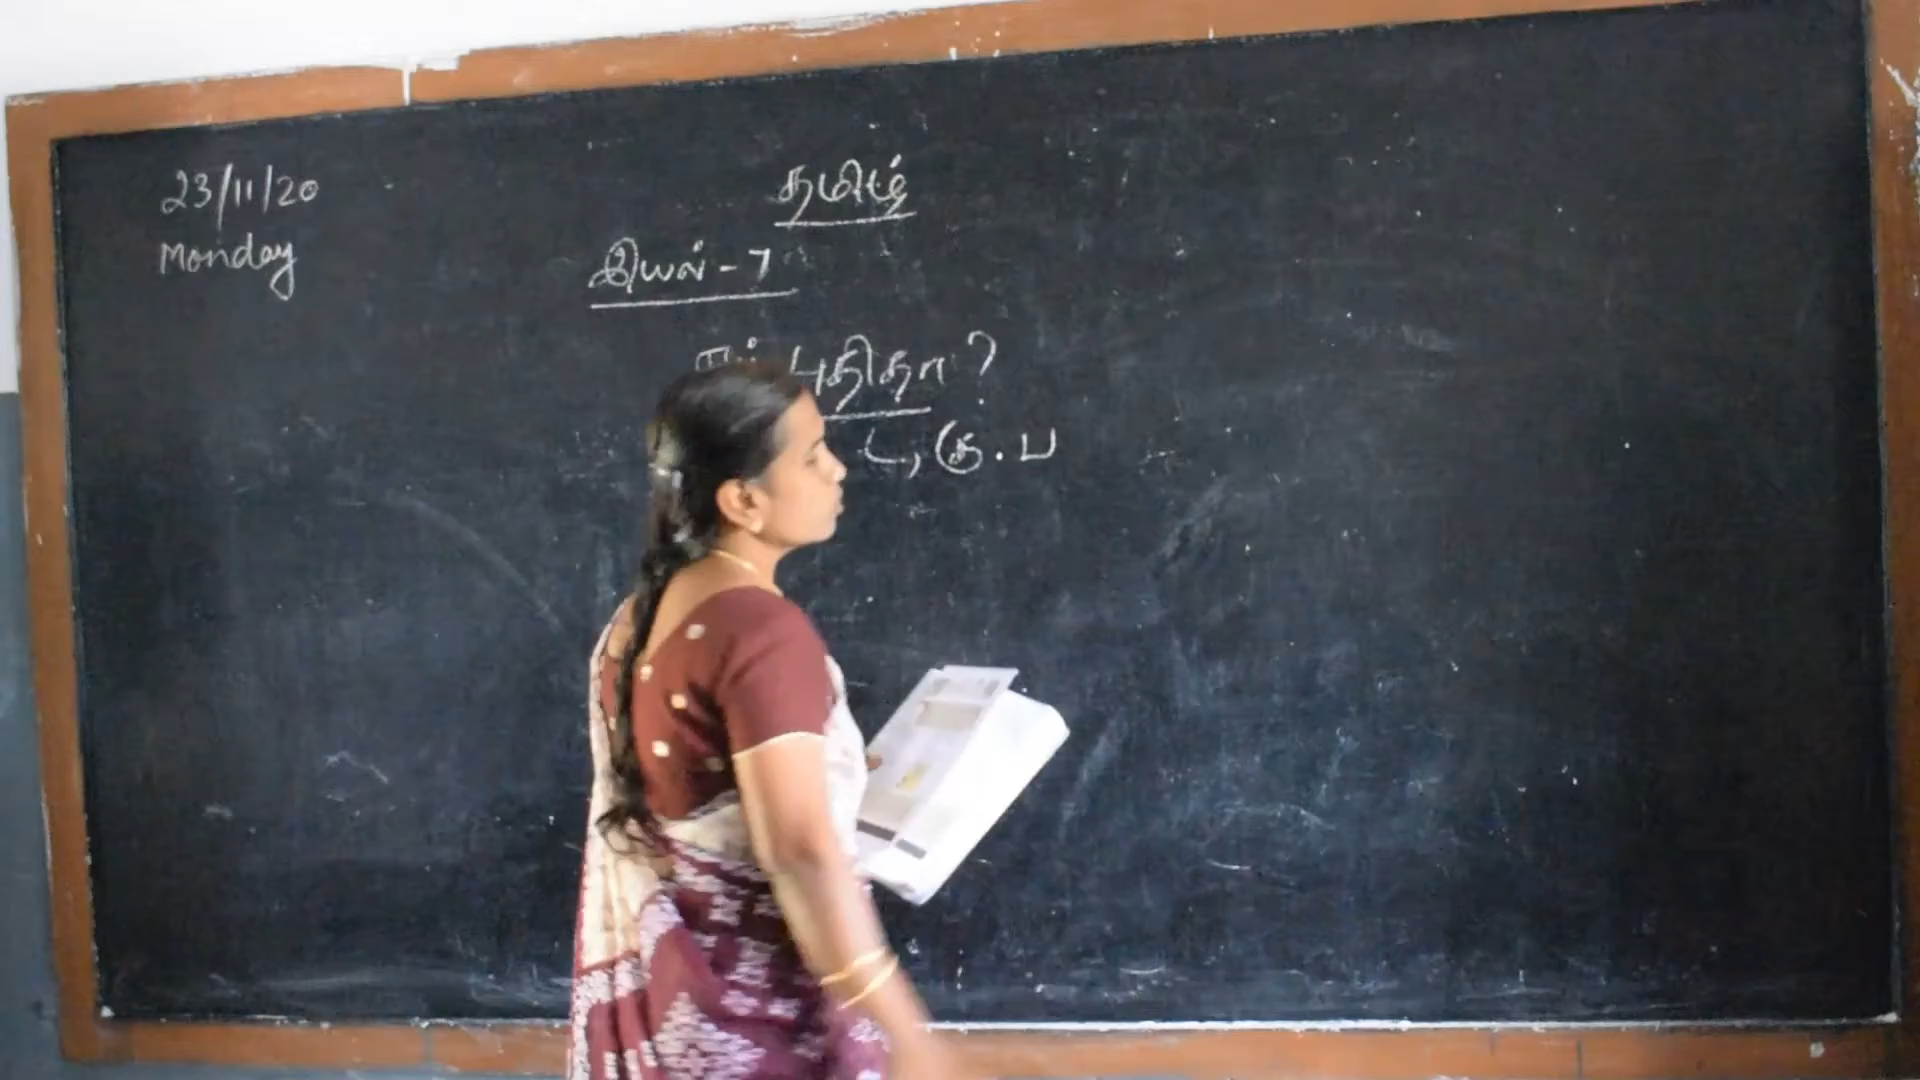 23/11/20
Monday
தமிழ்
இயல் - 7
புதிதா?
கு. ப